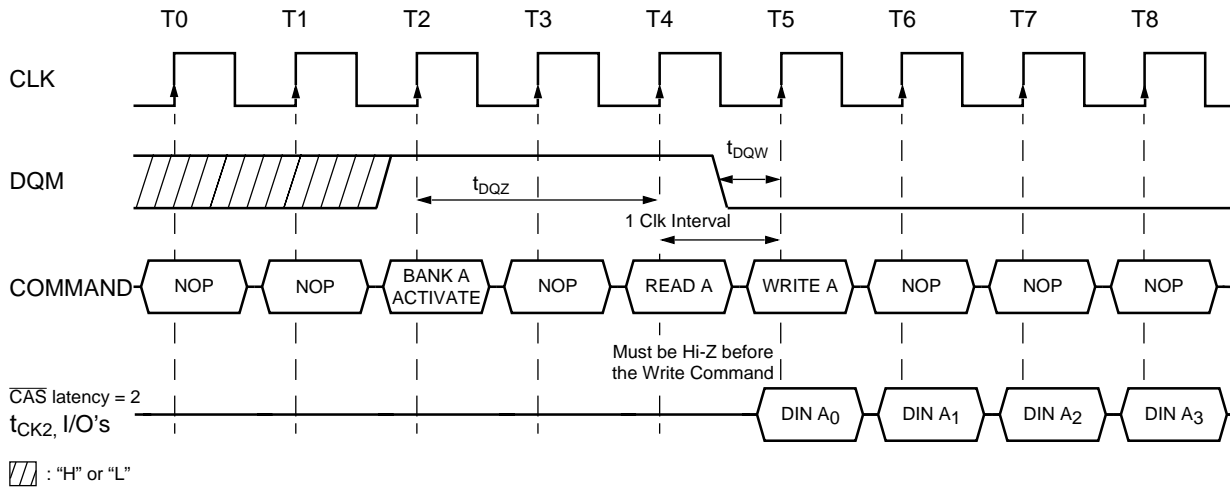 T0 T1 T2 T3 T4 T5 T6 T7 T8
CLK
DQM
tDQW
tDQZ
1 Clk Interval
COMMAND
NOP NOP BANK A ACTIVATE NOP READ A WRITE A NOP NOP NOP
Must be Hi-Z before
the Write Command
CAS latency = 2
tCK2, I/O’s
DIN A0 DIN A1 DIN A2 DIN A3
: “H” or “L”